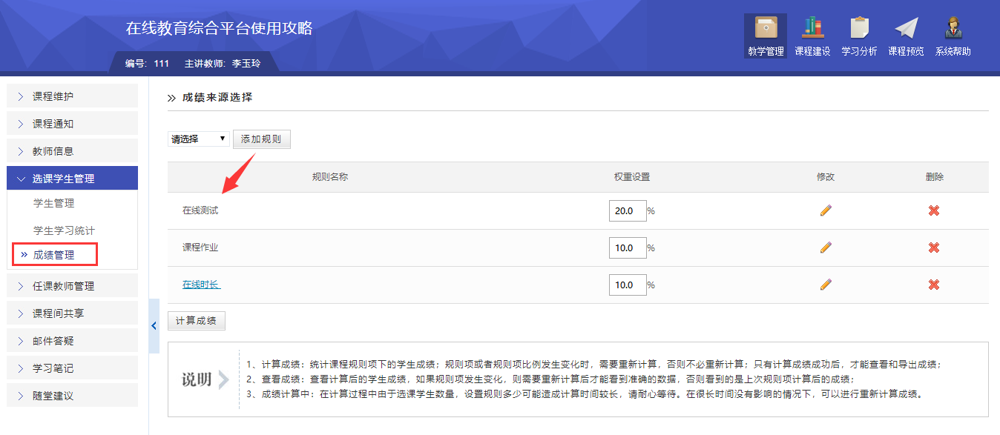 在线教育综合平台使用攻略
教学管理 课程建设 学习分析 课程预览 系统帮助
编号: 111 主讲教师: 李玉玲
课程维护
课程通知
教师信息
选课学生管理
学生管理
学生学习统计
成绩管理
任课教师管理
课程间共享
邮件答疑
学习笔记
随堂建议
成绩来源选择
请选择 添加规则
规则名称 权重设置 修改 删除
在线测试 20.0 %
课程作业 10.0 %
在线时长 10.0 %
计算成绩
说明
1、计算成绩：统计课程规则项下的学生成绩；规则项或者规则项比例发生变化时，需要重新计算，否则不必重新计算；只有计算成绩成功后，才能查看和导出成绩；
2、查看成绩：查看计算后的学生成绩，如果规则项发生变化，则需要重新计算后才能看到准确的数据，否则看到的是上次规则项计算后的成绩；
3、成绩计算中：在计算过程中由于选课学生数量，设置规则多少可能造成计算时间较长，请耐心等待。在很长时间没有影响的情况下，可以进行重新计算成绩。